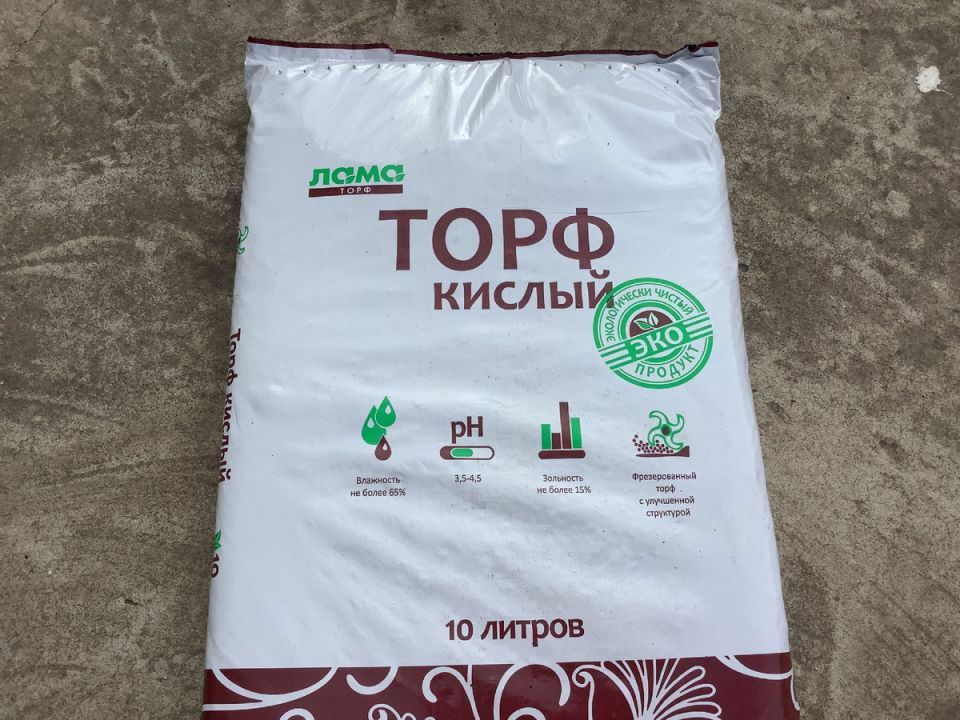 лама
ТОРФ
ТОРФ
кислый
ЭКОЛОГИЧЕСКИ ЧИСТЫЙ
ЭКО
ПРОДУКТ
pH
Влажность
не более 65%
3,5-4,5
Зольность
не более 15%
Фрезерованный
торф
с улучшенной
структурой
10 литров
Торф кислый
10